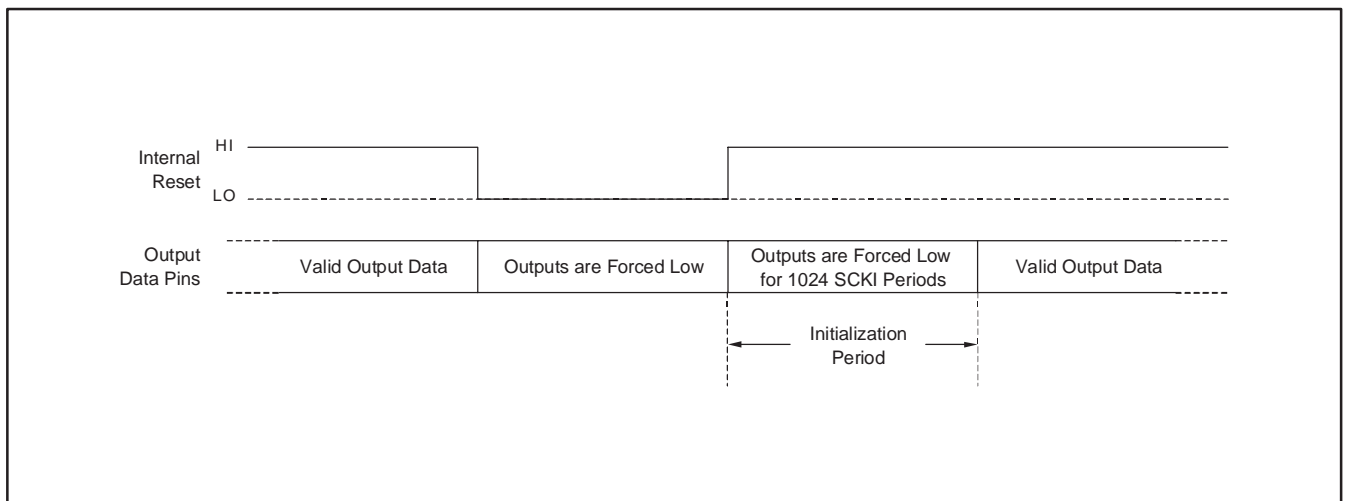 HI
Internal
Reset
LO
Output
Data Pins
Valid Output Data
Outputs are Forced Low
Outputs are Forced Low
for 1024 SCKI Periods
Valid Output Data
Initialization
Period